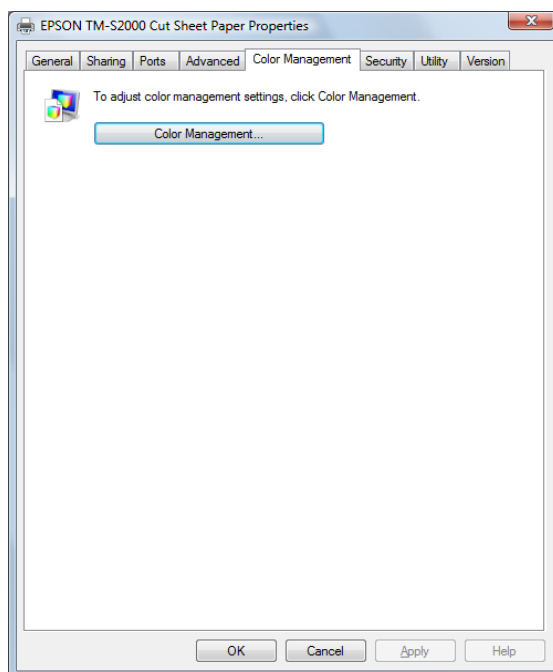 EPSON TM-S2000 Cut Sheet Paper Properties
General Sharing Ports Advanced Color Management Security Utility Version
To adjust color management settings, click Color Management.
Color Management...
OK Cancel Apply Help